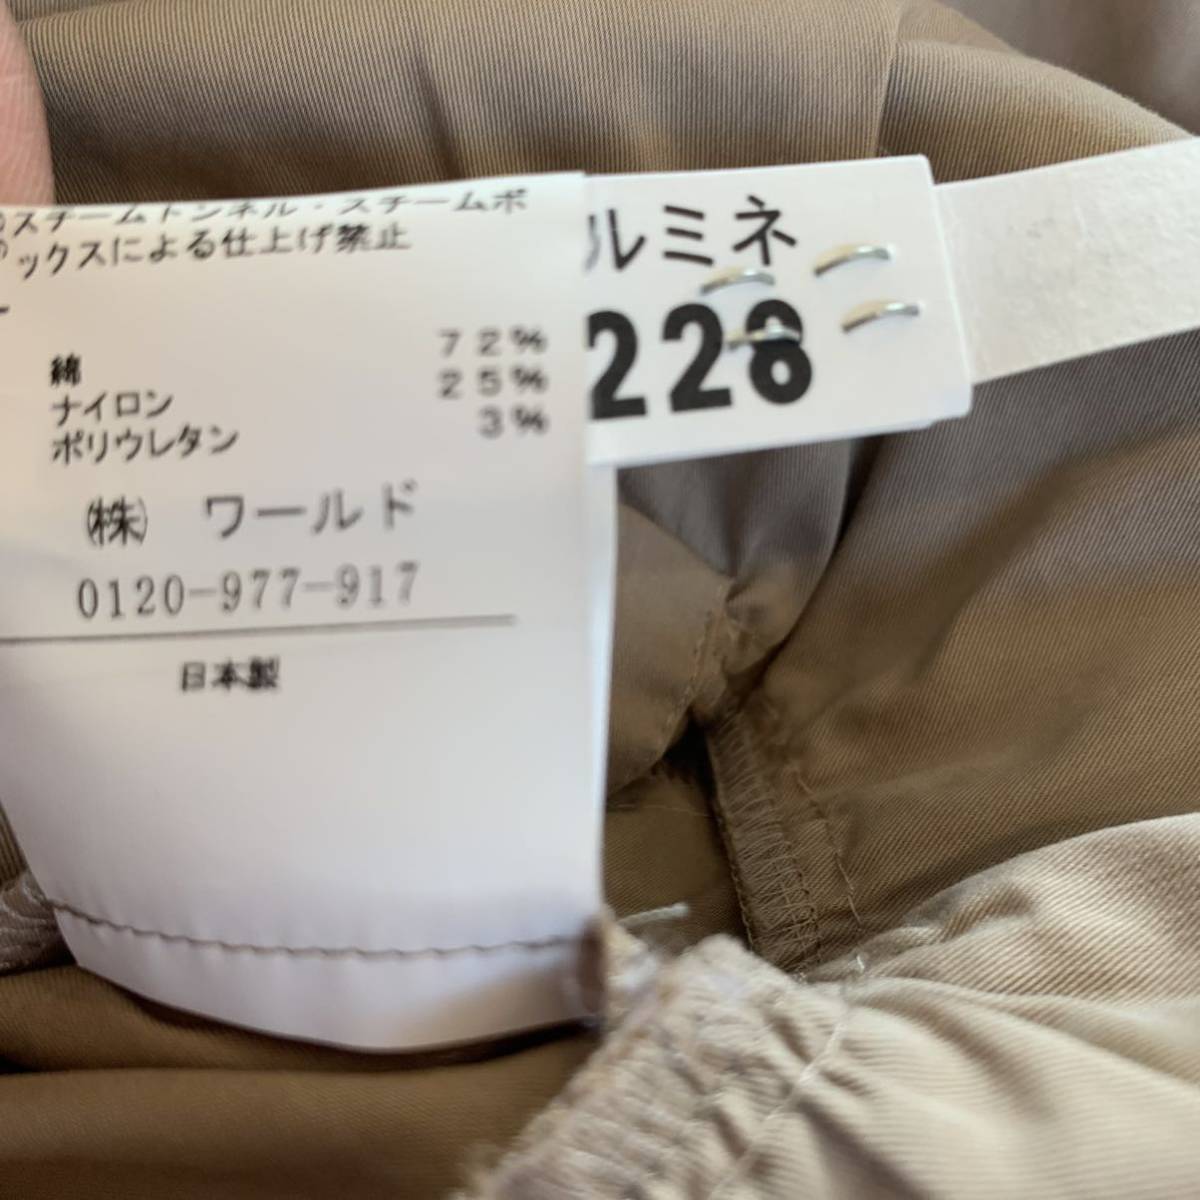 スチームトンネル・スチームボ
ックスによる仕上げ禁止
綿 72%
ナイロン 25%
ポリウレタン 3%
㈱ ワールド
0120-977-917
日本製
ルミネ
228